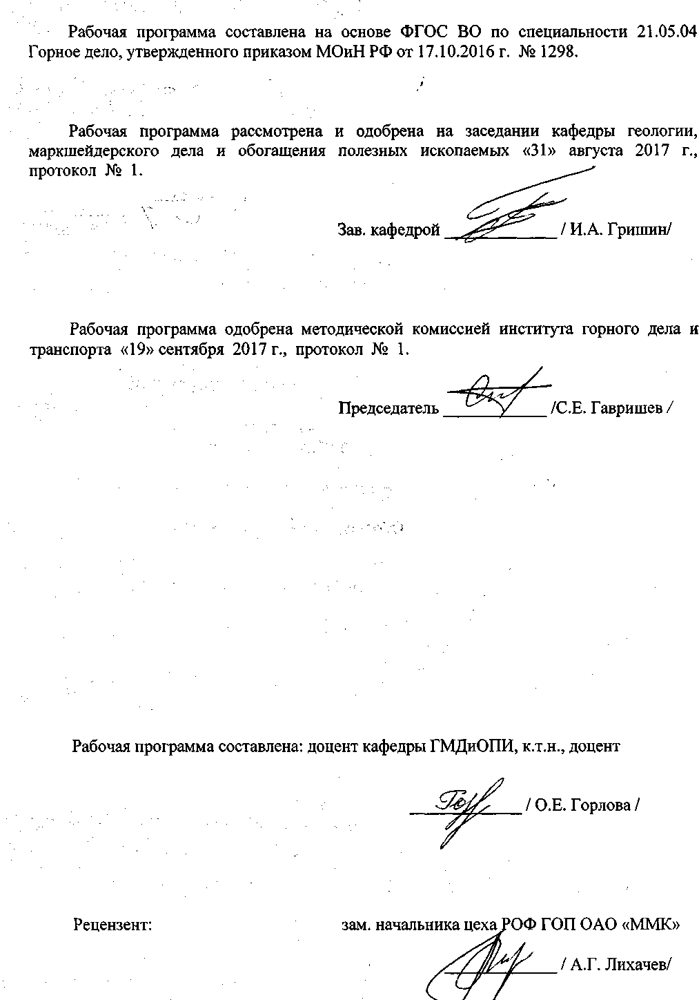 Рабочая программа составлена на основе ФГОС ВО по специальности 21.05.04
Горное дело, утвержденного приказом МОиН РФ от 17.10.2016 г. № 1298.
Рабочая программа рассмотрена и одобрена на заседании кафедры геологии,
маркшейдерского дела и обогащения полезных ископаемых «31» августа 2017 г.,
протокол № 1.
Зав. кафедрой _____________ / И.А. Гришин/
Рабочая программа одобрена методической комиссией института горного дела и
транспорта «19» сентября 2017 г., протокол № 1.
Председатель ____________ /С.Е. Гавришев /
Рабочая программа составлена: доцент кафедры ГМДиОПИ, к.т.н., доцент
_____________ / О.Е. Горлова /
Рецензент: зам. начальника цеха РОФ ГОП ОАО «ММК»
_____________ / А.Г. Лихачев/